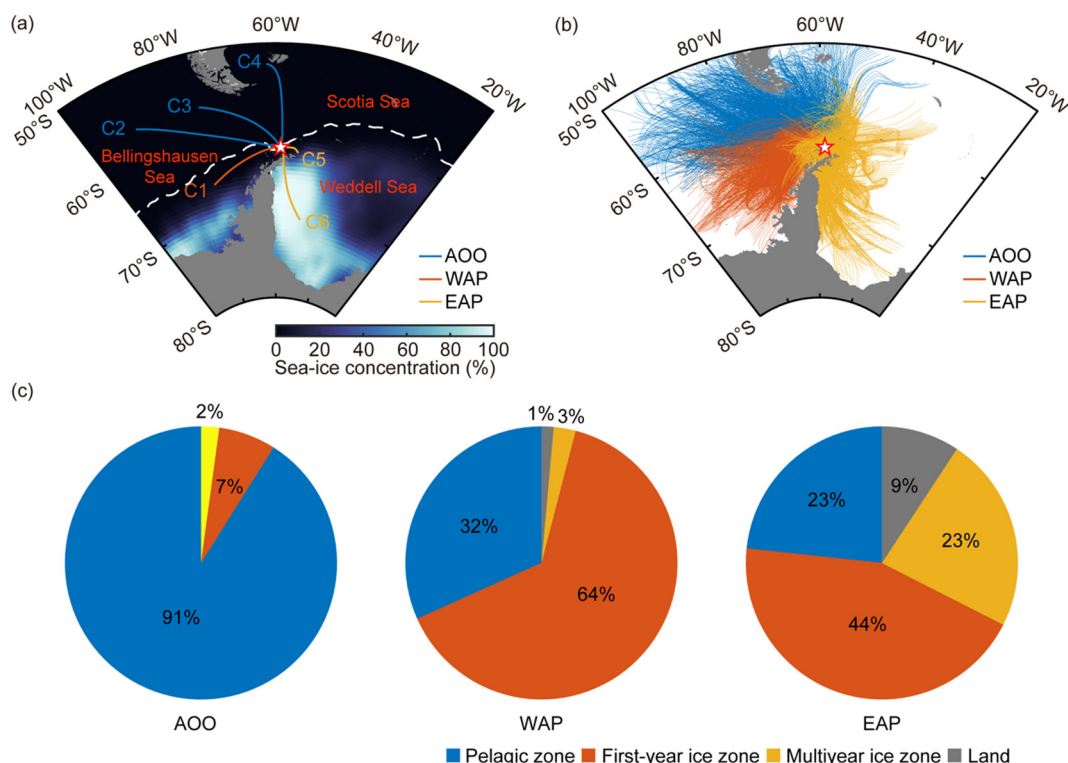 (a)
100°W
80°W
60°W
40°W
20°W
50°S
60°S
70°S
80°S
C4
C3
C2
Scotia Sea
Bellingshausen
Sea
C1
C5
Weddell Sea
C6
AOO
WAP
EAP
0 20 40 60 80 100
Sea-ice concentration (%)
(b)
100°W
80°W
60°W
40°W
20°W
50°S
60°S
70°S
80°S
AOO
WAP
EAP
(c)
2%
7%
91%
AOO
1%
3%
32%
64%
WAP
9%
23%
23%
44%
EAP
Pelagic zone First-year ice zone Multiyear ice zone Land